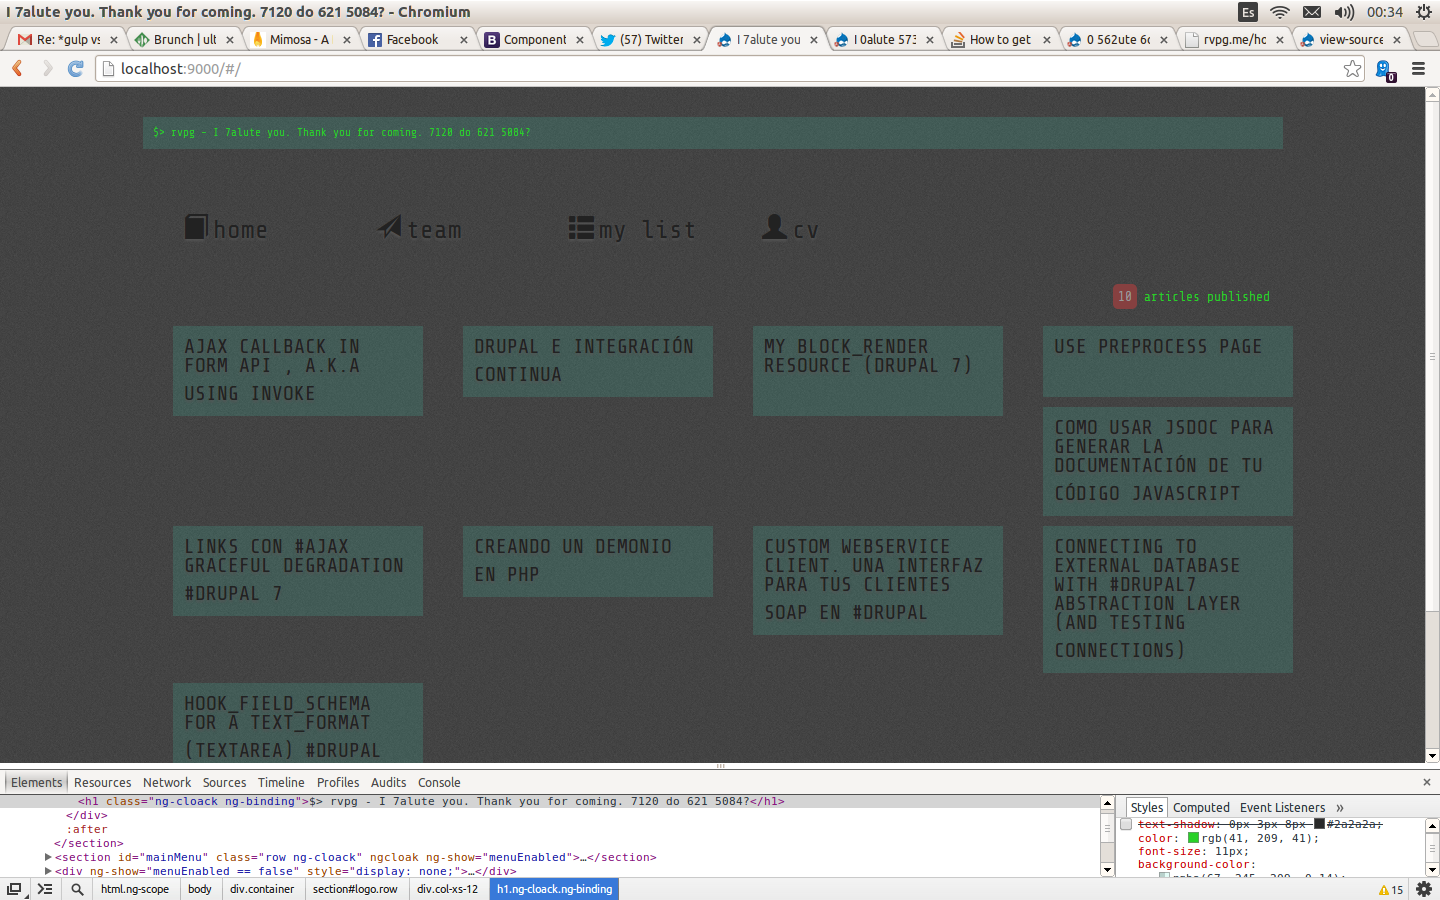 I 7alute you. Thank you for coming. 7120 do 621 5084? - Chromium
Es
00:34
Re: *gulp vs
Brunch | ult
Mimosa - A
Facebook
Component
(57) Twitter
I 7alute you
I 0alute 573
How to get
0 562ute 6c
rvpg.me/ho
view-source
localhost:9000/#/
0
$> rvpg - I 7alute you. Thank you for coming. 7120 do 621 5084?
home
team
my list
cv
10 articles published
AJAX CALLBACK IN
FORM API , A.K.A
USING INVOKE
DRUPAL E INTEGRACIÓN
CONTINUA
MY BLOCK_RENDER
RESOURCE (DRUPAL 7)
USE PREPROCESS PAGE
COMO USAR JSDOC PARA
GENERAR LA
DOCUMENTACIÓN DE TU
CÓDIGO JAVASCRIPT
LINKS CON #AJAX
GRACEFUL DEGRADATION
#DRUPAL 7
CREANDO UN DEMONIO
EN PHP
CUSTOM WEBSERVICE
CLIENT. UNA INTERFAZ
PARA TUS CLIENTES
SOAP EN #DRUPAL
CONNECTING TO
EXTERNAL DATABASE
WITH #DRUPAL7
ABSTRACTION LAYER
(AND TESTING
CONNECTIONS)
HOOK_FIELD_SCHEMA
FOR A TEXT_FORMAT
(TEXTAREA) #DRUPAL
Elements Resources Network Sources Timeline Profiles Audits Console
<h1 class="ng-cloack ng-binding">$> rvpg - I 7alute you. Thank you for coming. 7120 do 621 5084?</h1>
</div>
:after
</section>
<section id="mainMenu" class="row ng-cloack" ngcloak ng-show="menuEnabled">…</section>
<div ng-show="menuEnabled == false" style="display: none;">…</div>
Styles Computed Event Listeners »
text-shadow: 0px 3px 8px #2a2a2a;
color: rgb(41, 209, 41);
font-size: 11px;
background-color:
rgba(67, 245, 209, 0.14);
html.ng-scope body div.container section#logo.row div.col-xs-12 h1.ng-cloack.ng-binding
15